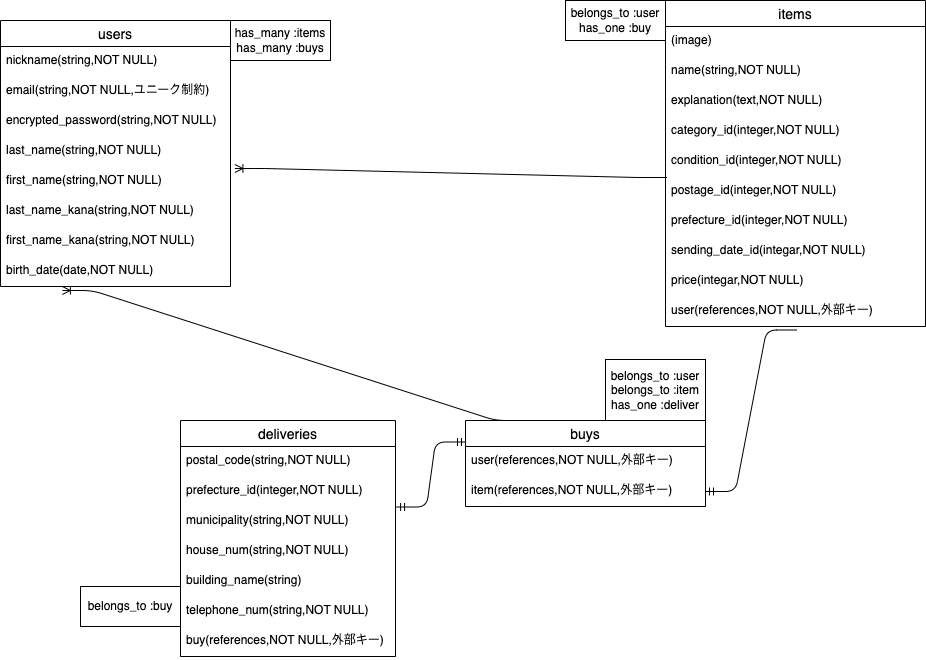 users
has_many :items
has_many :buys
nickname(string,NOT NULL)
email(string,NOT NULL,ユニーク制約)
encrypted_password(string,NOT NULL)
last_name(string,NOT NULL)
first_name(string,NOT NULL)
last_name_kana(string,NOT NULL)
first_name_kana(string,NOT NULL)
birth_date(date,NOT NULL)
belongs_to :user
has_one :buy
items
(image)
name(string,NOT NULL)
explanation(text,NOT NULL)
category_id(integer,NOT NULL)
condition_id(integer,NOT NULL)
postage_id(integer,NOT NULL)
prefecture_id(integer,NOT NULL)
sending_date_id(integar,NOT NULL)
price(integar,NOT NULL)
user(references,NOT NULL,外部キー)
belongs_to :user
belongs_to :item
has_one :deliver
buys
user(references,NOT NULL,外部キー)
item(references,NOT NULL,外部キー)
deliveries
postal_code(string,NOT NULL)
prefecture_id(integer,NOT NULL)
municipality(string,NOT NULL)
house_num(string,NOT NULL)
building_name(string)
telephone_num(string,NOT NULL)
buy(references,NOT NULL,外部キー)
belongs_to :buy